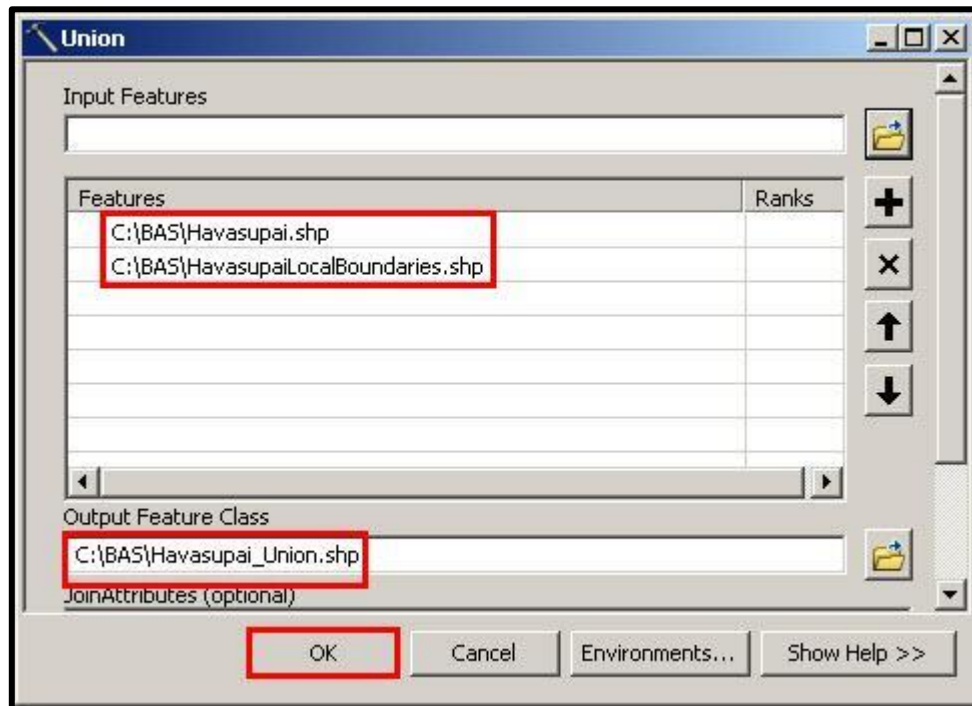 Union
Input Features
Features Ranks
C:\BAS\Havasupai.shp
C:\BAS\HavasupaiLocalBoundaries.shp
Output Feature Class
C:\BAS\Havasupai_Union.shp
JoinAttributes (optional)
OK Cancel Environments... Show Help >>